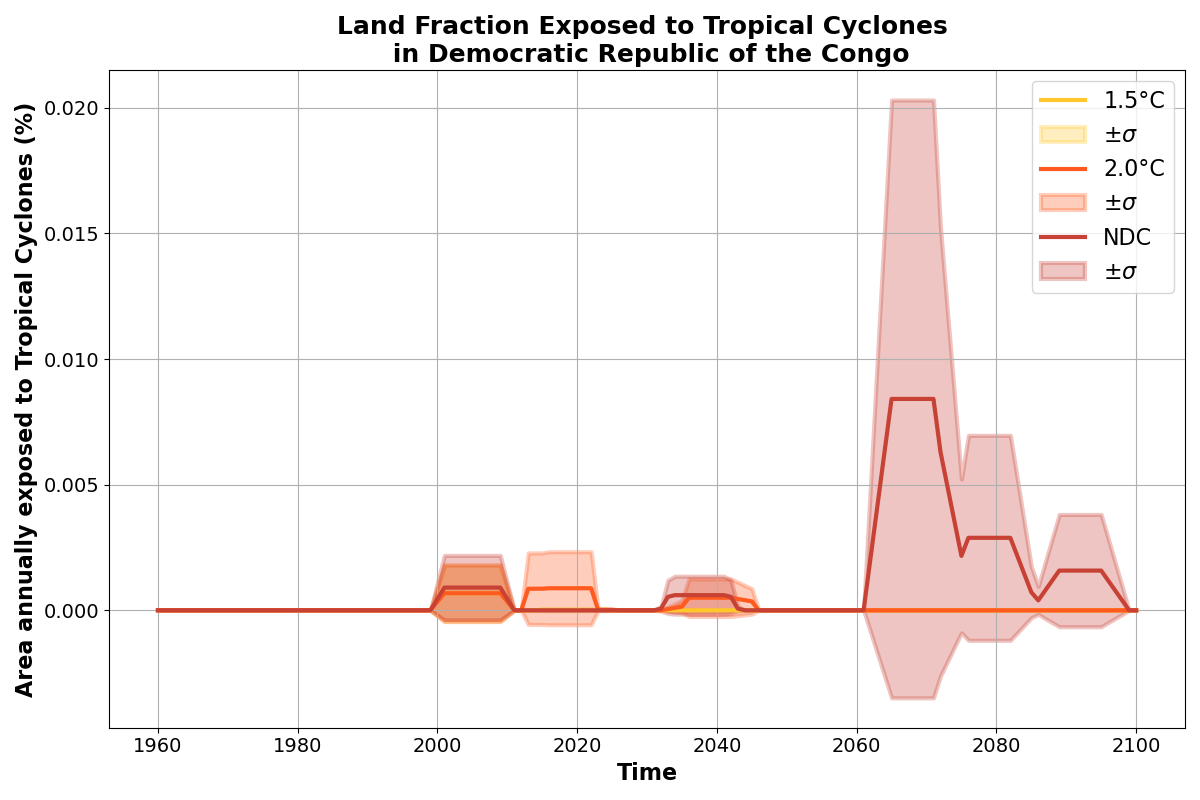 Land Fraction Exposed to Tropical Cyclones
in Democratic Republic of the Congo
Area annually exposed to Tropical Cyclones (%)
0.020
0.015
0.010
0.005
0.000
1.5°C
±σ
2.0°C
±σ
NDC
±σ
1960
1980
2000
2020
2040
2060
2080
2100
Time